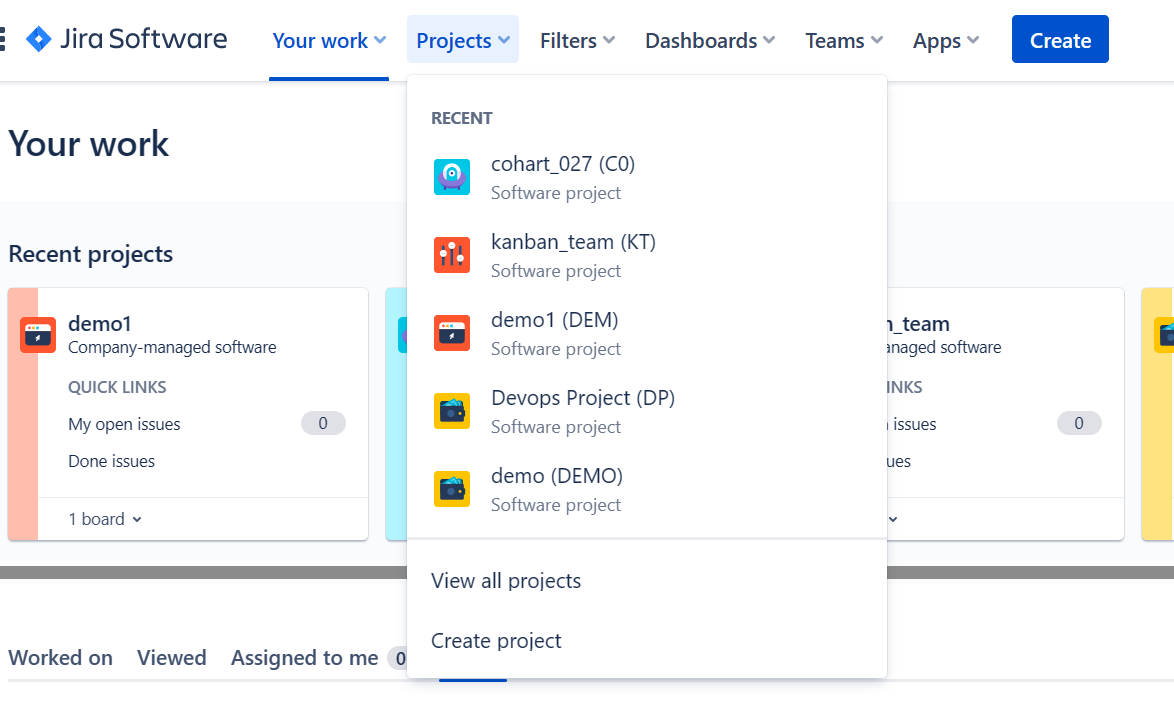 Jira Software
Your work
Projects
Filters
Dashboards
Teams
Apps
Create
Your work
RECENT
cohart_027 (C0)
Software project
kanban_team (KT)
Software project
demo1 (DEM)
Software project
Devops Project (DP)
Software project
demo (DEMO)
Software project
View all projects
Create project
Recent projects
demo1
Company-managed software
QUICK LINKS
My open issues 0
Done issues
1 board
n_team
anaged software
INKS
issues 0
ues
Worked on
Viewed
Assigned to me 0